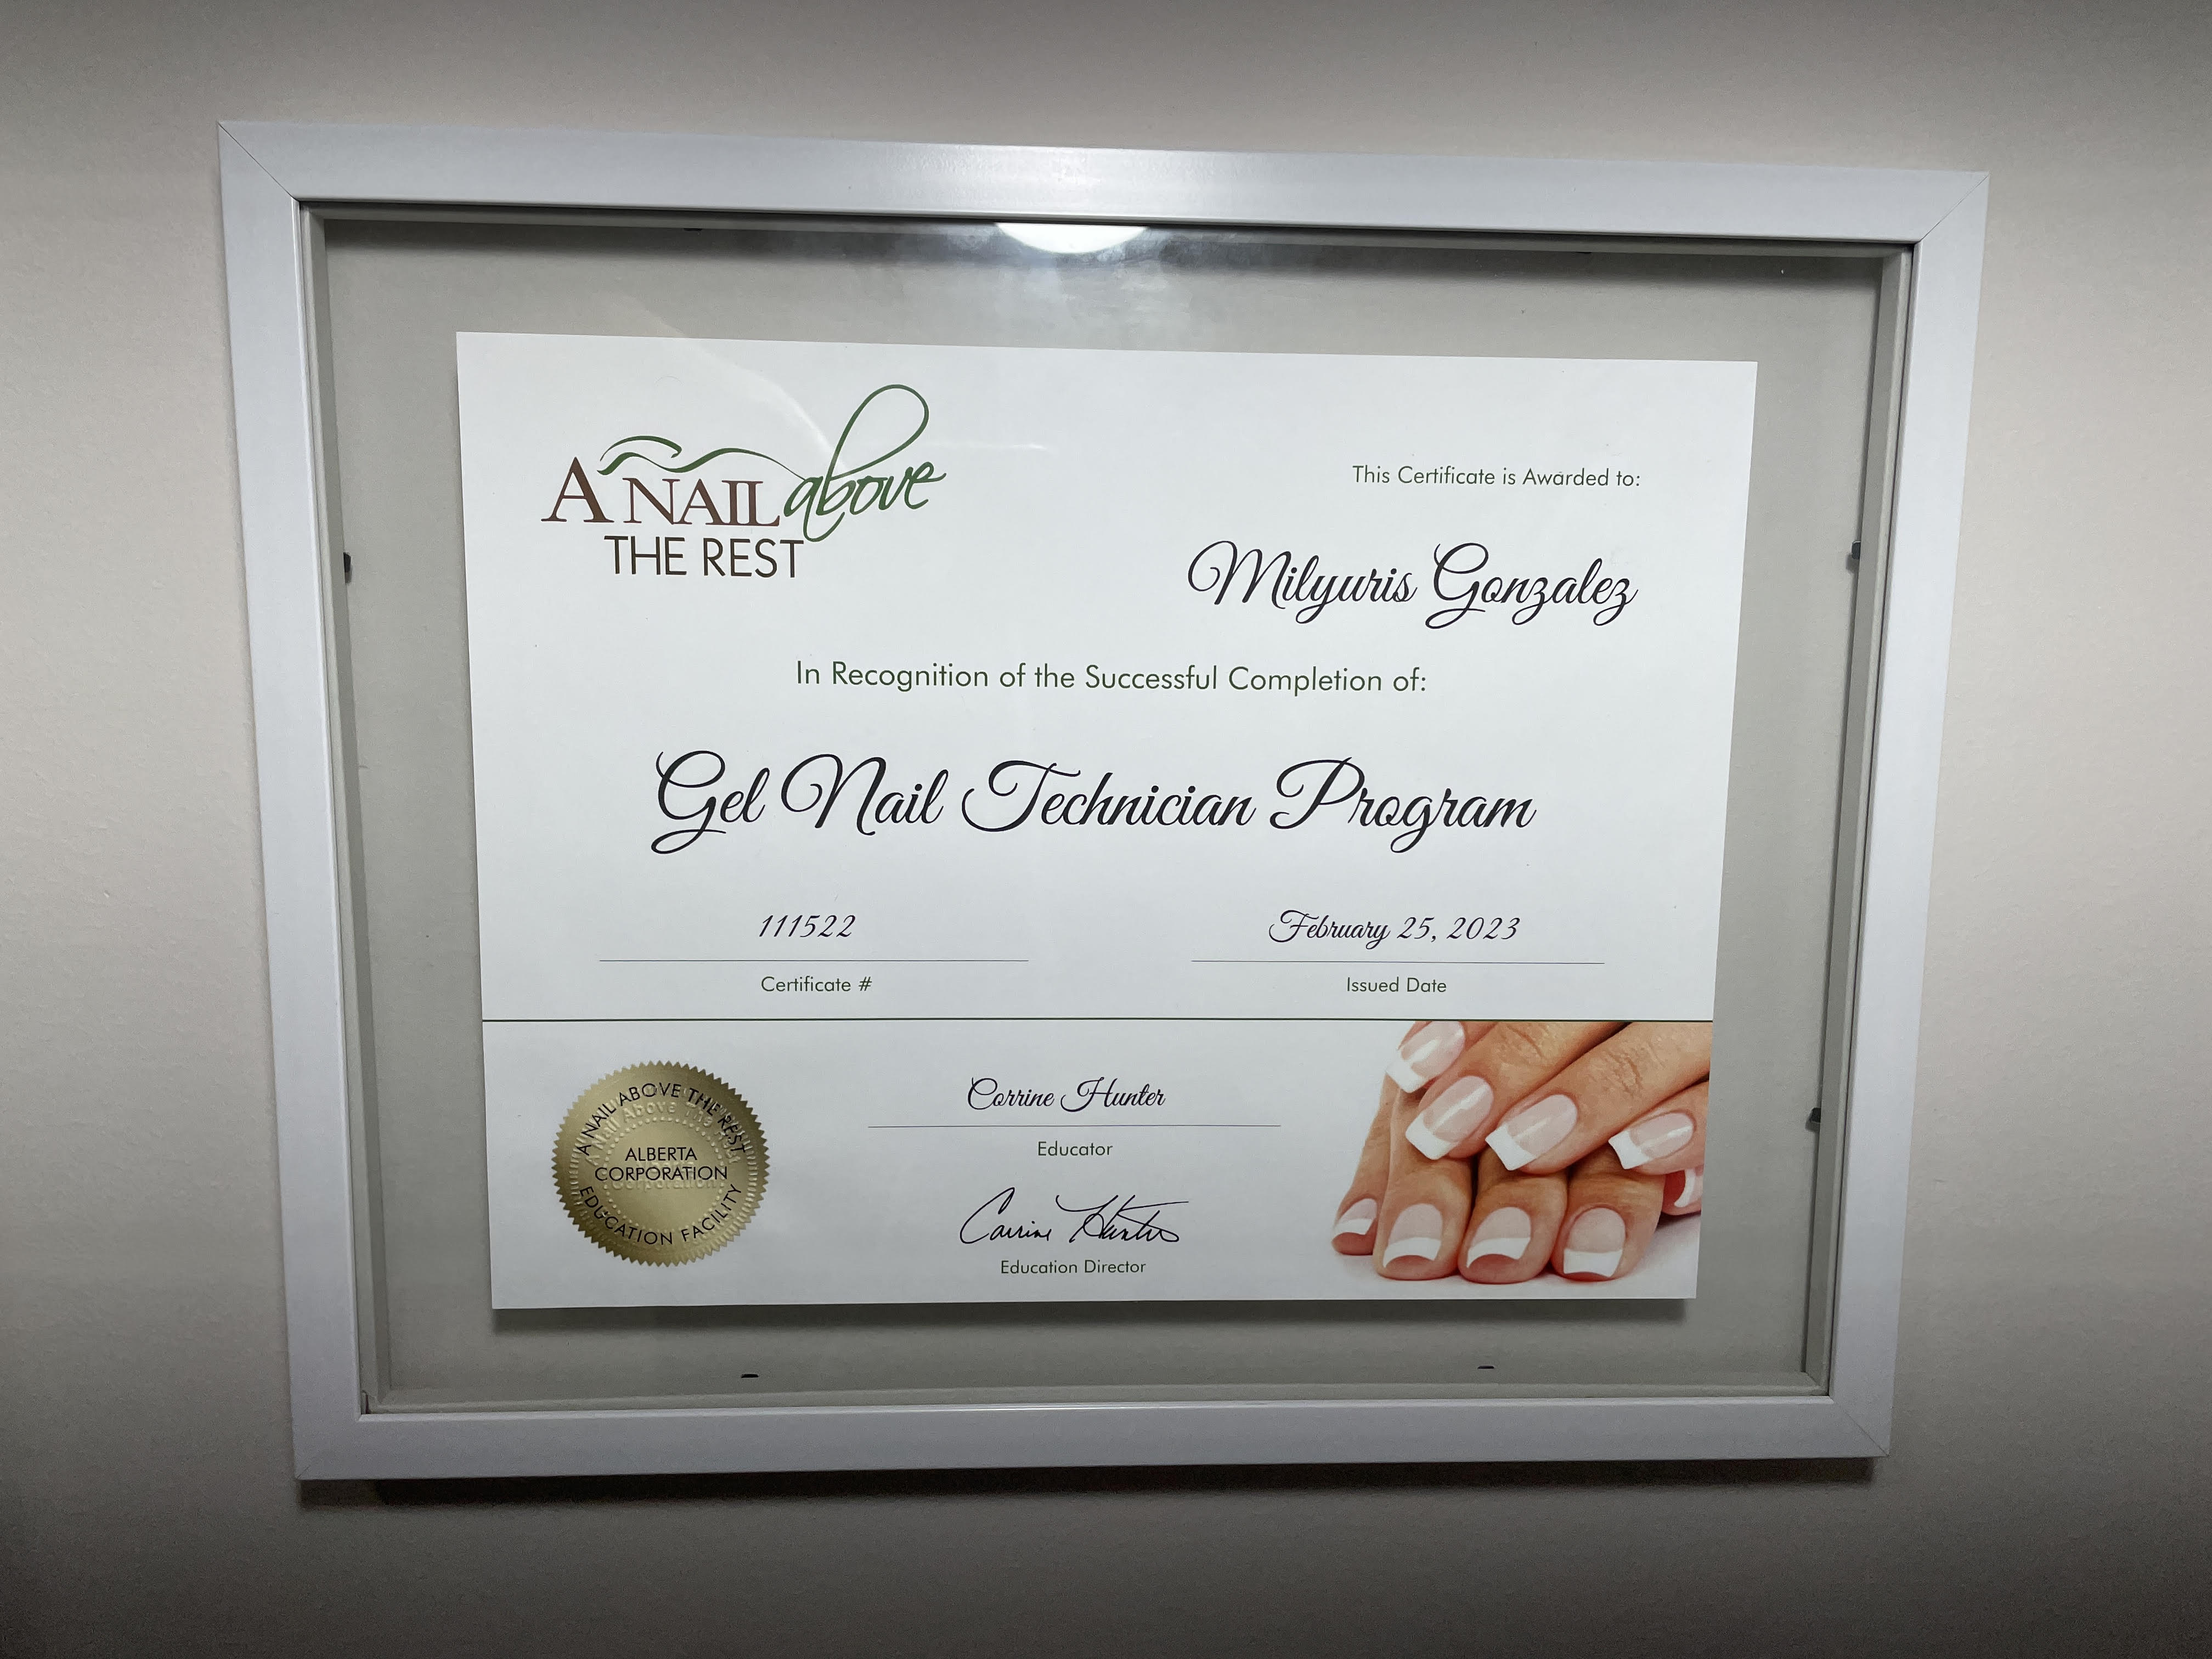 A NAIL above
THE REST
This Certificate is Awarded to:
Milyuris Gonzalez
In Recognition of the Successful Completion of:
Gel Nail Technician Program
111522
Certificate #
February 25, 2023
Issued Date
A NAIL ABOVE THE REST
ALBERTA
CORPORATION
EDUCATION FACILITY
Corrine Hunter
Educator
Corrine Hunter
Education Director